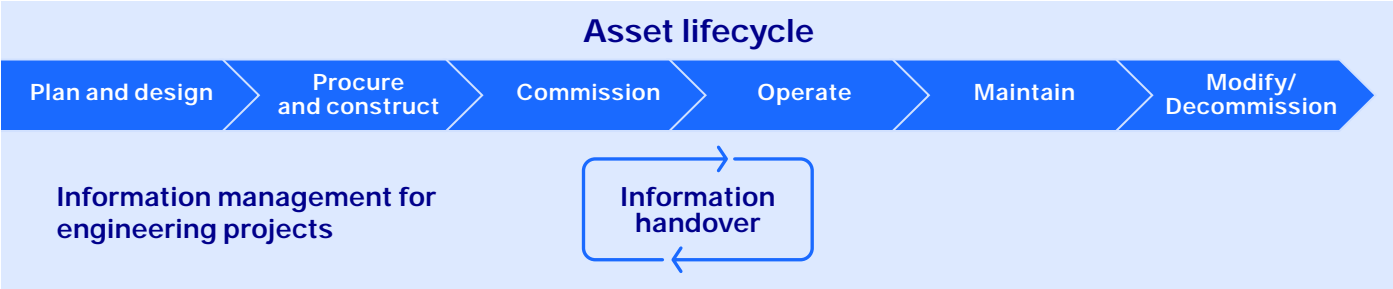 Asset lifecycle
Plan and design
Procure
and construct
Commission
Operate
Maintain
Modify/
Decommission
Information management for
engineering projects
Information
handover